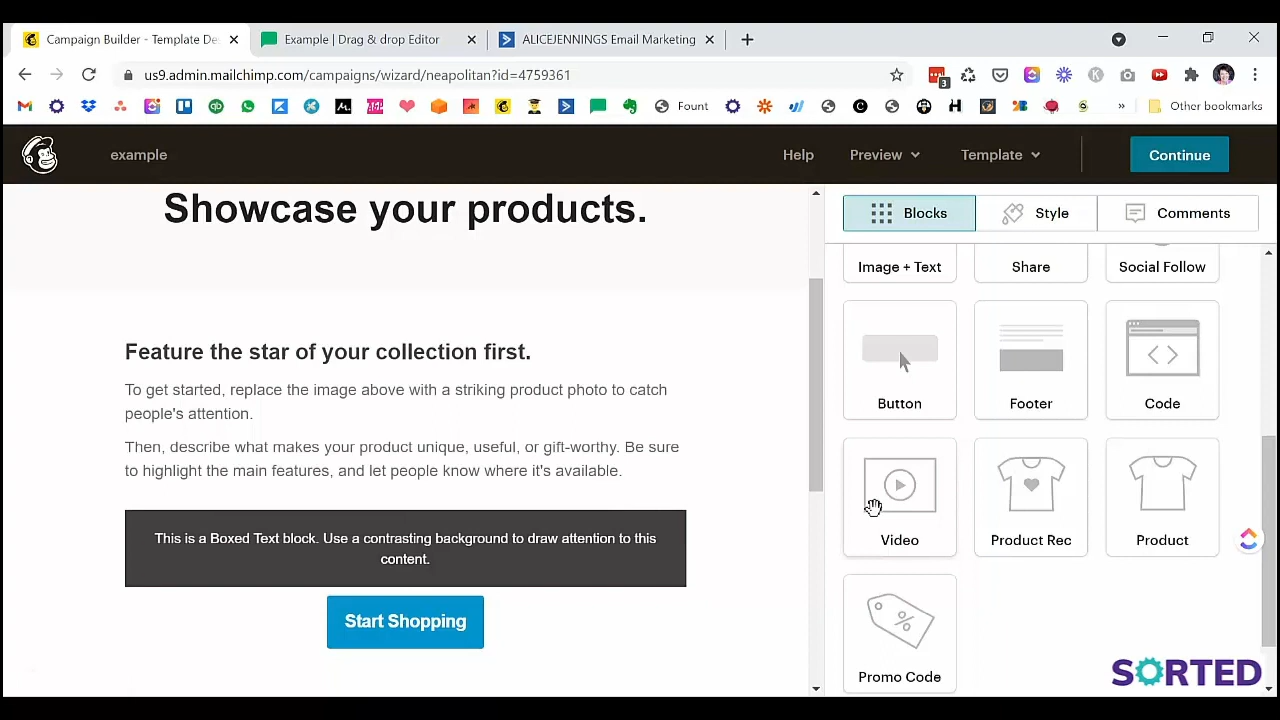 Campaign Builder - Template De
Example | Drag & drop Editor
ALICEJENNINGS Email Marketing
us9.admin.mailchimp.com/campaigns/wizard/neapolitan?id=4759361
3
Fount
Other bookmarks
example
Help
Preview
Template
Continue
Showcase your products.
Feature the star of your collection first.
To get started, replace the image above with a striking product photo to catch
people's attention.
Then, describe what makes your product unique, useful, or gift-worthy. Be sure
to highlight the main features, and let people know where it's available.
This is a Boxed Text block. Use a contrasting background to draw attention to this
content.
Start Shopping
Blocks
Style
Comments
Image + Text
Share
Social Follow
Button
Footer
Code
Video
Product Rec
Product
Promo Code
SORTED